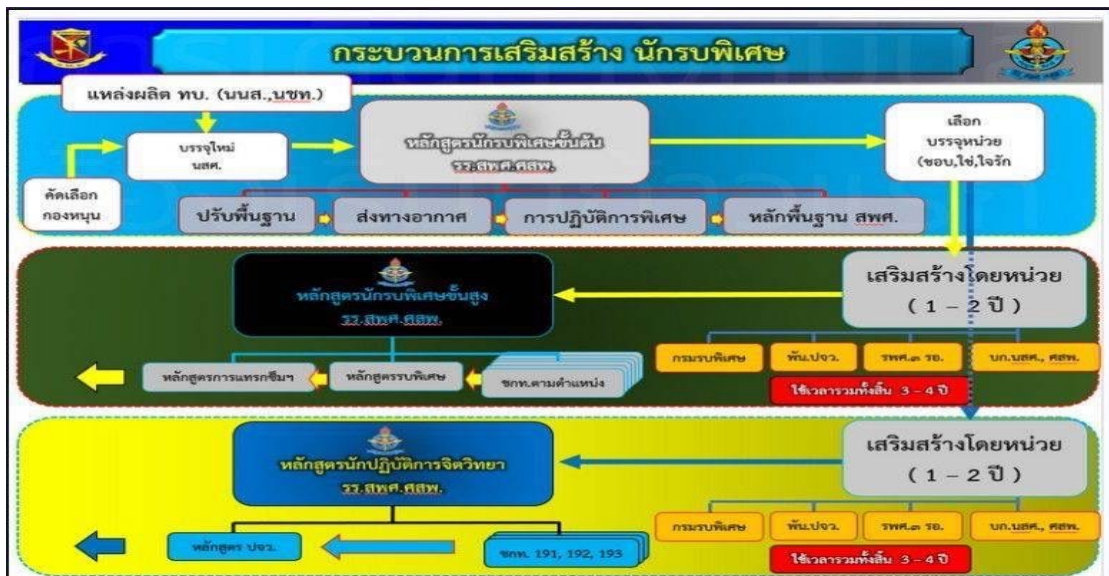 กระบวนการเสริมสร้าง นักรบพิเศษ
แหล่งผลิต ทบ. (นนส.,นชท.)
บรรจุใหม่
นสศ.
คัดเลือก
กองหนุน
หลักสูตรนักรบพิเศษขั้นต้น
รร.สพศ.ศสพ.
เลือก
บรรจุหน่วย
(ชอบ,ใช่,ใจรัก
ปรับพื้นฐาน
ส่งทางอากาศ
การปฏิบัติการพิเศษ
หลักพื้นฐาน สพศ.
หลักสูตรนักรบพิเศษขั้นสูง
รร.สพศ.ศสพ.
เสริมสร้างโดยหน่วย
( 1 – 2 ปี )
หลักสูตรการแทรกซึมฯ
หลักสูตรรบพิเศษ
ชกท.ตามตำแหน่ง
กรมรบพิเศษ
พัน.ปจว.
รพศ.๓ รอ.
บก.นสศ., ศสพ.
ใช้เวลารวมทั้งสิ้น 3 – 4 ปี
หลักสูตรนักปฏิบัติการจิตวิทยา
รร.สพศ.ศสพ.
เสริมสร้างโดยหน่วย
( 1 – 2 ปี )
หลักสูตร ปจว.
ชกท. 191, 192, 193
กรมรบพิเศษ
พัน.ปจว.
รพศ.๓ รอ.
บก.นสศ., ศสพ.
ใช้เวลารวมทั้งสิ้น 3 – 4 ปี